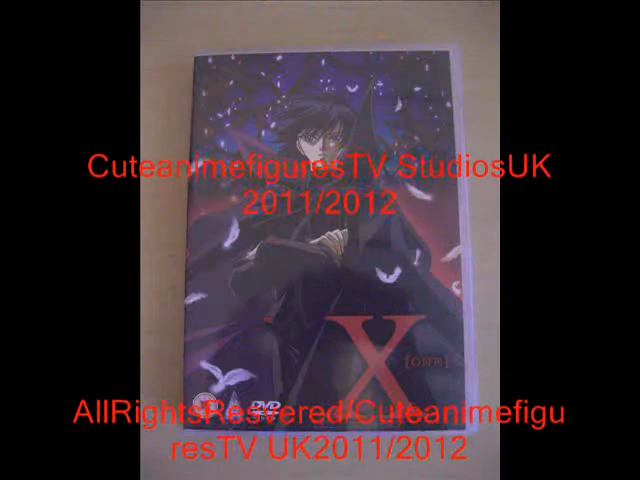 CuteanimefiguresTV StudiosUK
2011/2012
X
[ONE]
DVD
AllRightsResvered/Cuteanimefigu
resTV UK2011/2012